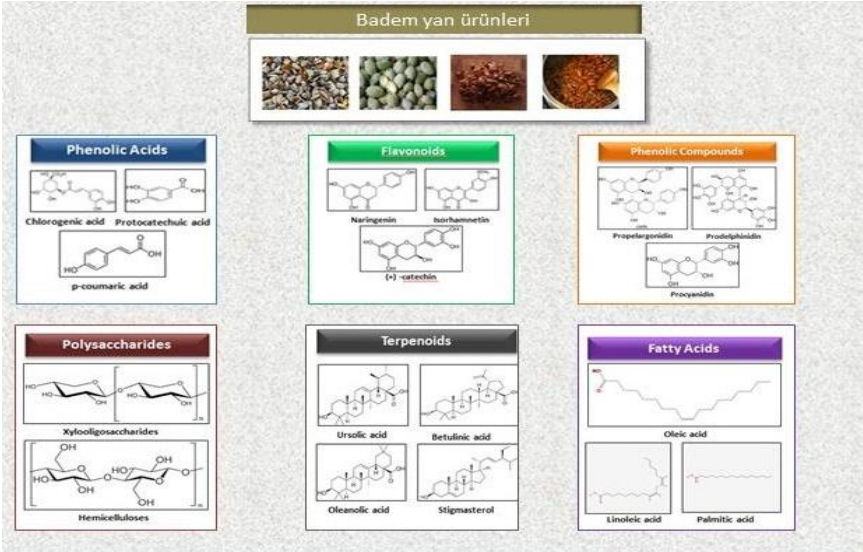 Badem yan ürünleri
Phenolic Acids
Chlorogenic acid
Protocatechuic acid
p-coumaric acid
Flavonoids
Naringenin
Isorhamnetin
(+) -catechin
Phenolic Compounds
Propelargonidin
Prodelphinidin
Procyanidin
Polysaccharides
Xylooligosaccharides
Hemicelluloses
Terpenoids
Ursolic acid
Betulinic acid
Oleanolic acid
Stigmasterol
Fatty Acids
Oleic acid
Linoleic acid
Palmitic acid